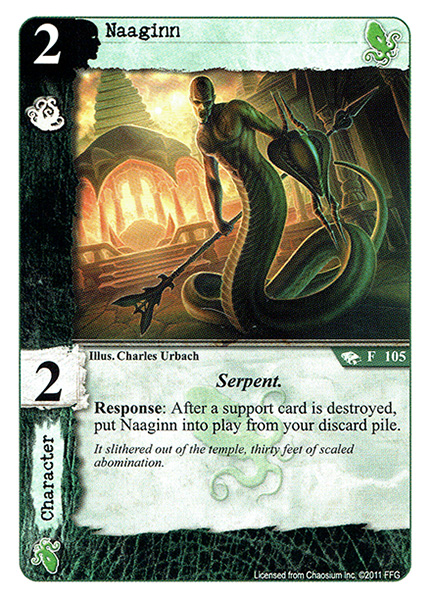 2
Naaginn
Illus. Charles Urbach
F 105
2
Serpent.
Response: After a support card is destroyed,
put Naaginn into play from your discard pile.
It slithered out of the temple, thirty feet of scaled
abomination.
Character
Licensed from Chaosium Inc. ©2011 FFG